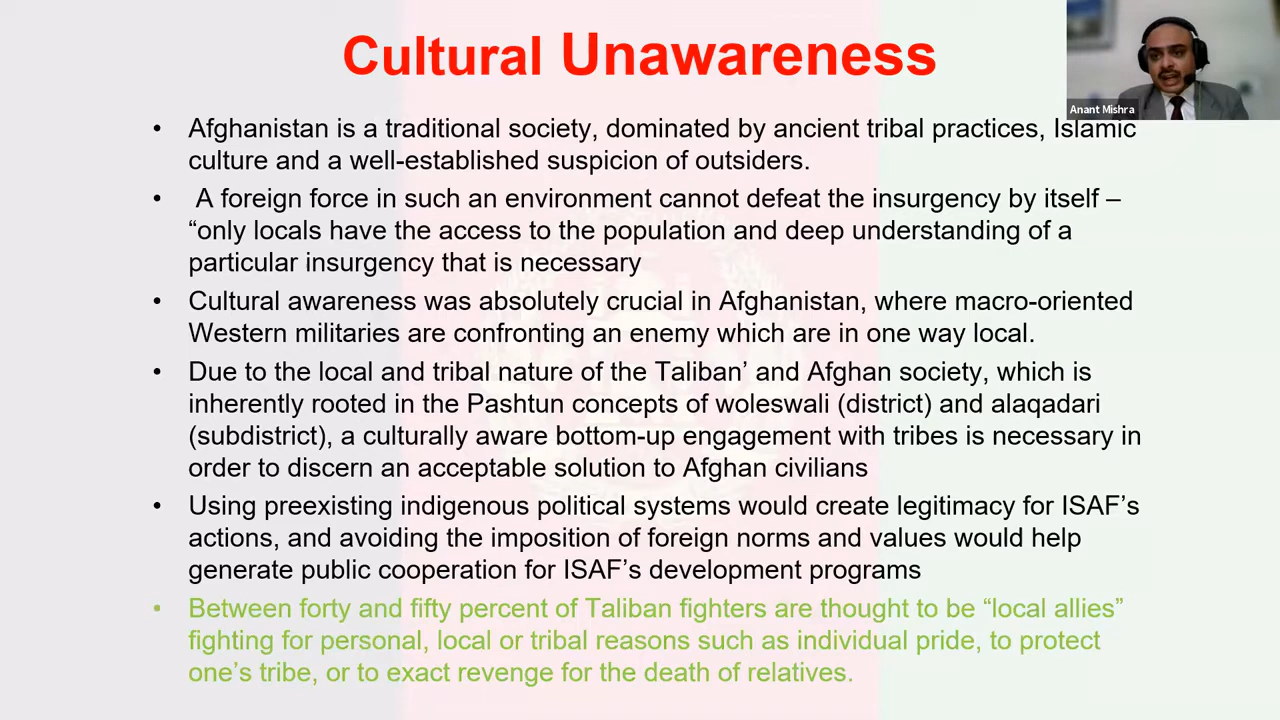 Cultural Unawareness
Anant Mishra
• Afghanistan is a traditional society, dominated by ancient tribal practices, Islamic
culture and a well-established suspicion of outsiders.
• A foreign force in such an environment cannot defeat the insurgency by itself –
“only locals have the access to the population and deep understanding of a
particular insurgency that is necessary
• Cultural awareness was absolutely crucial in Afghanistan, where macro-oriented
Western militaries are confronting an enemy which are in one way local.
• Due to the local and tribal nature of the Taliban’ and Afghan society, which is
inherently rooted in the Pashtun concepts of woleswali (district) and alaqadari
(subdistrict), a culturally aware bottom-up engagement with tribes is necessary in
order to discern an acceptable solution to Afghan civilians
• Using preexisting indigenous political systems would create legitimacy for ISAF’s
actions, and avoiding the imposition of foreign norms and values would help
generate public cooperation for ISAF’s development programs
• Between forty and fifty percent of Taliban fighters are thought to be “local allies”
fighting for personal, local or tribal reasons such as individual pride, to protect
one’s tribe, or to exact revenge for the death of relatives.